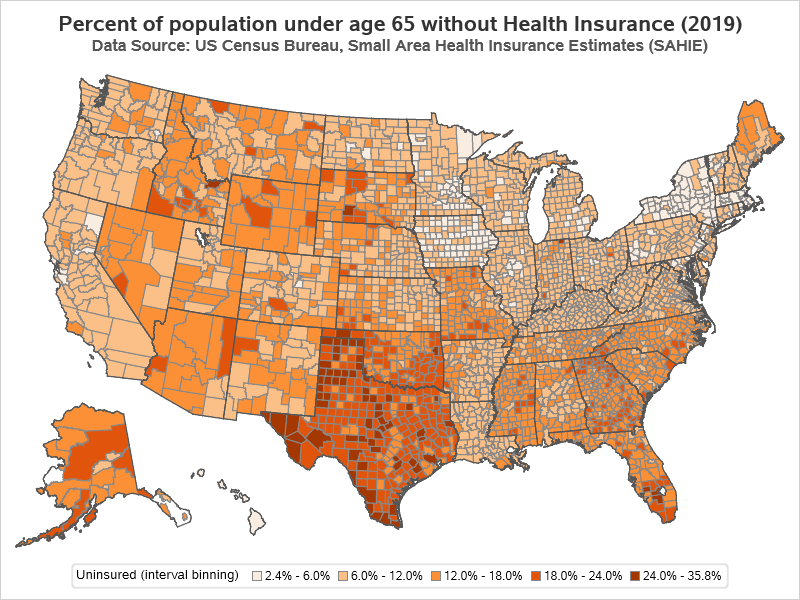 Percent of population under age 65 without Health Insurance (2019)
Data Source: US Census Bureau, Small Area Health Insurance Estimates (SAHIE)
Uninsured (interval binning) 2.4% - 6.0% 6.0% - 12.0% 12.0% - 18.0% 18.0% - 24.0% 24.0% - 35.8%